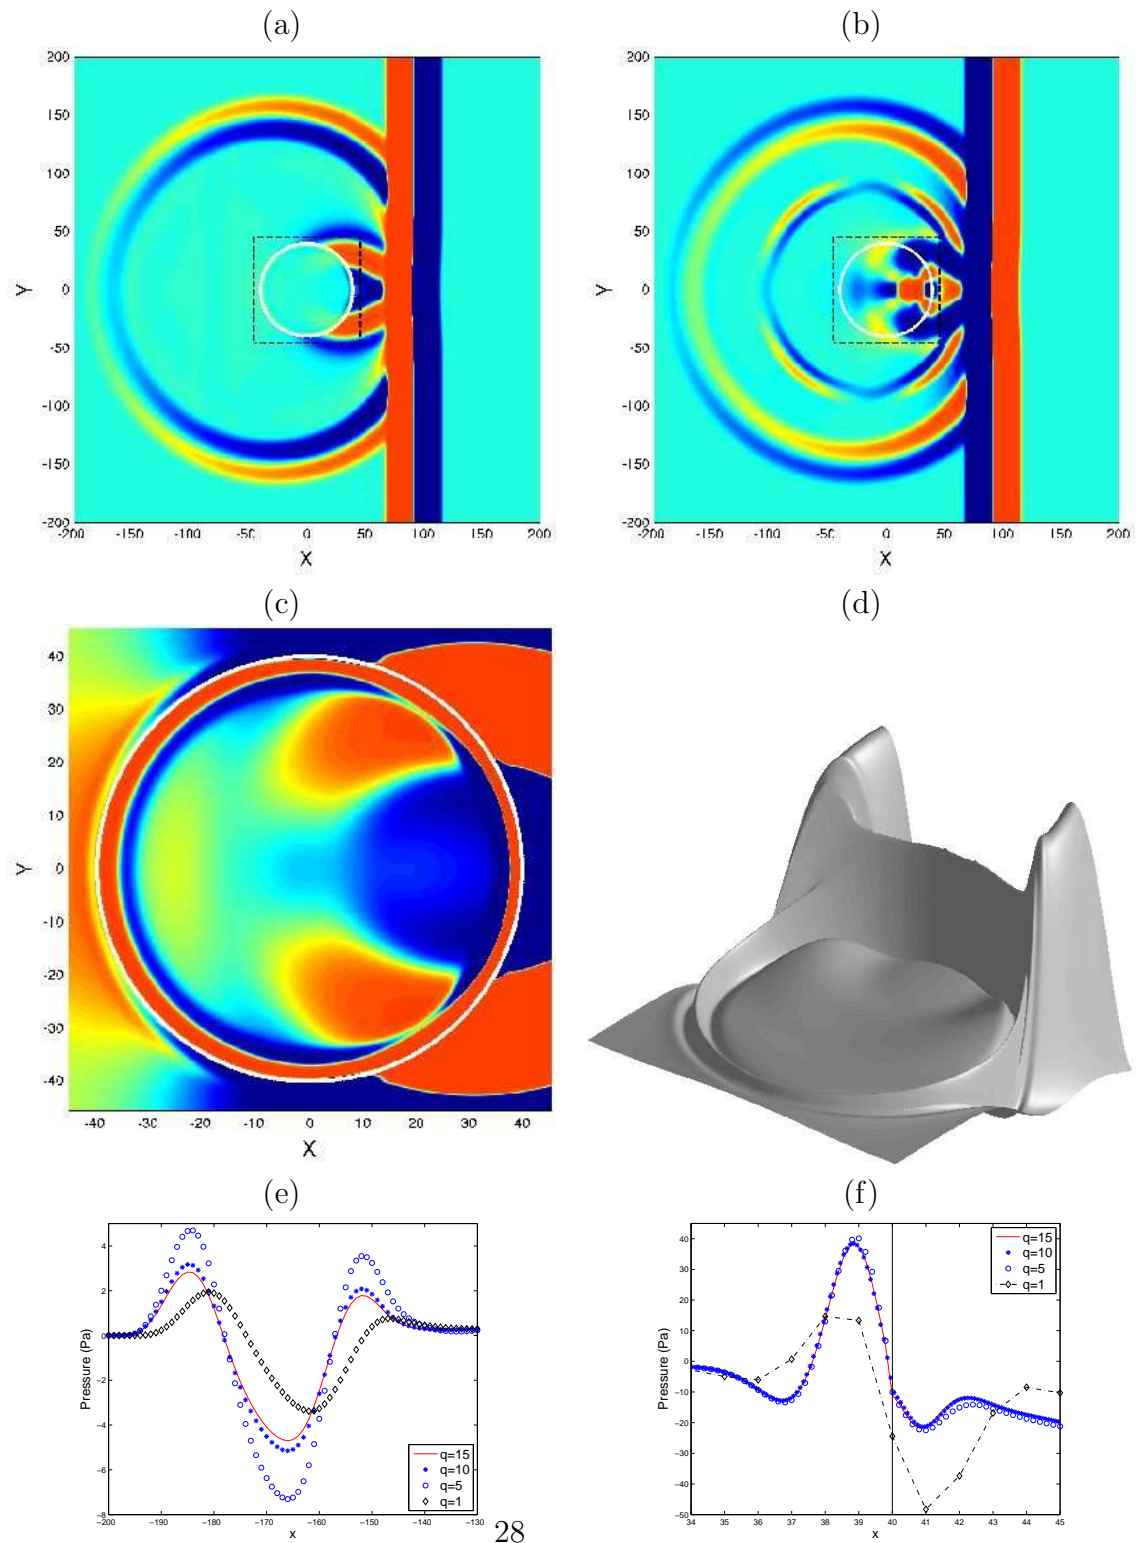 (a) (b)
200
150
100
50
0
-50
-100
-150
-200
Y
-200 -150 -100 -50 0 50 100 150 200
X
200
150
100
50
0
-50
-100
-150
-200
Y
-200 -150 -100 -50 0 50 100 150 200
X
(c) (d)
40
30
20
10
0
-10
-20
-30
-40
Y
-40 -30 -20 -10 0 10 20 30 40
X
(e) (f)
4
2
0
−2
−4
−6
−8
Pressure (Pa)
−200 −190 −180 −170 −160 −150 −140 −130
x
q=15
q=10
q=5
q=1
40
30
20
10
0
−10
−20
−30
−40
−50
Pressure (Pa)
34 35 36 37 38 39 40 41 42 43 44 45
x
q=15
q=10
q=5
q=1
28